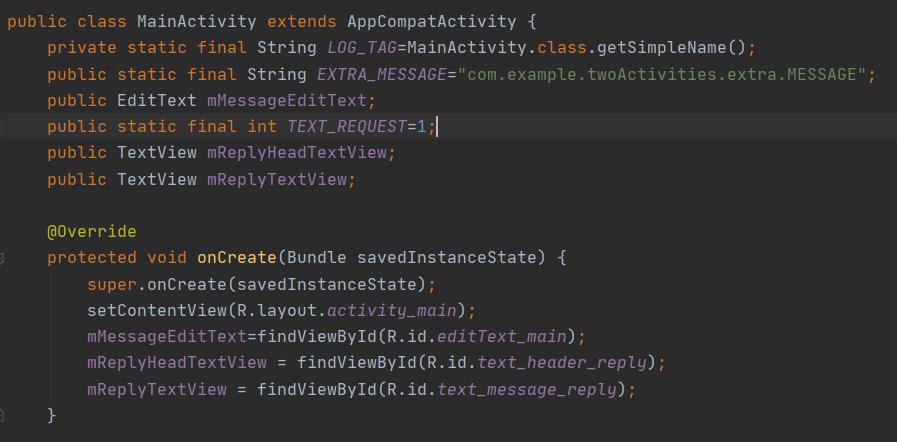 public class MainActivity extends AppCompatActivity {
    private static final String LOG_TAG=MainActivity.class.getSimpleName();
    public static final String EXTRA_MESSAGE="com.example.twoActivities.extra.MESSAGE";
    public EditText mMessageEditText;
    public static final int TEXT_REQUEST=1;
    public TextView mReplyHeadTextView;
    public TextView mReplyTextView;

    @Override
    protected void onCreate(Bundle savedInstanceState) {
        super.onCreate(savedInstanceState);
        setContentView(R.layout.activity_main);
        mMessageEditText=findViewById(R.id.editText_main);
        mReplyHeadTextView = findViewById(R.id.text_header_reply);
        mReplyTextView = findViewById(R.id.text_message_reply);
    }